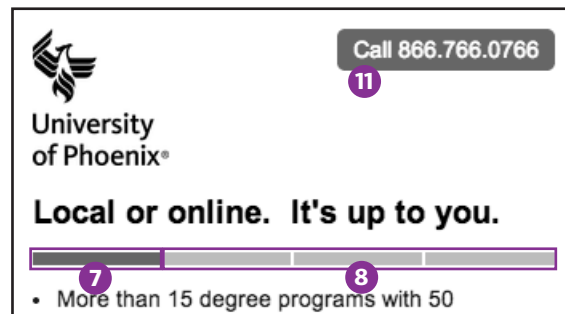 Call 866.766.0766
11
University
of Phoenix®
Local or online. It's up to you.
7 8
• More than 15 degree programs with 50